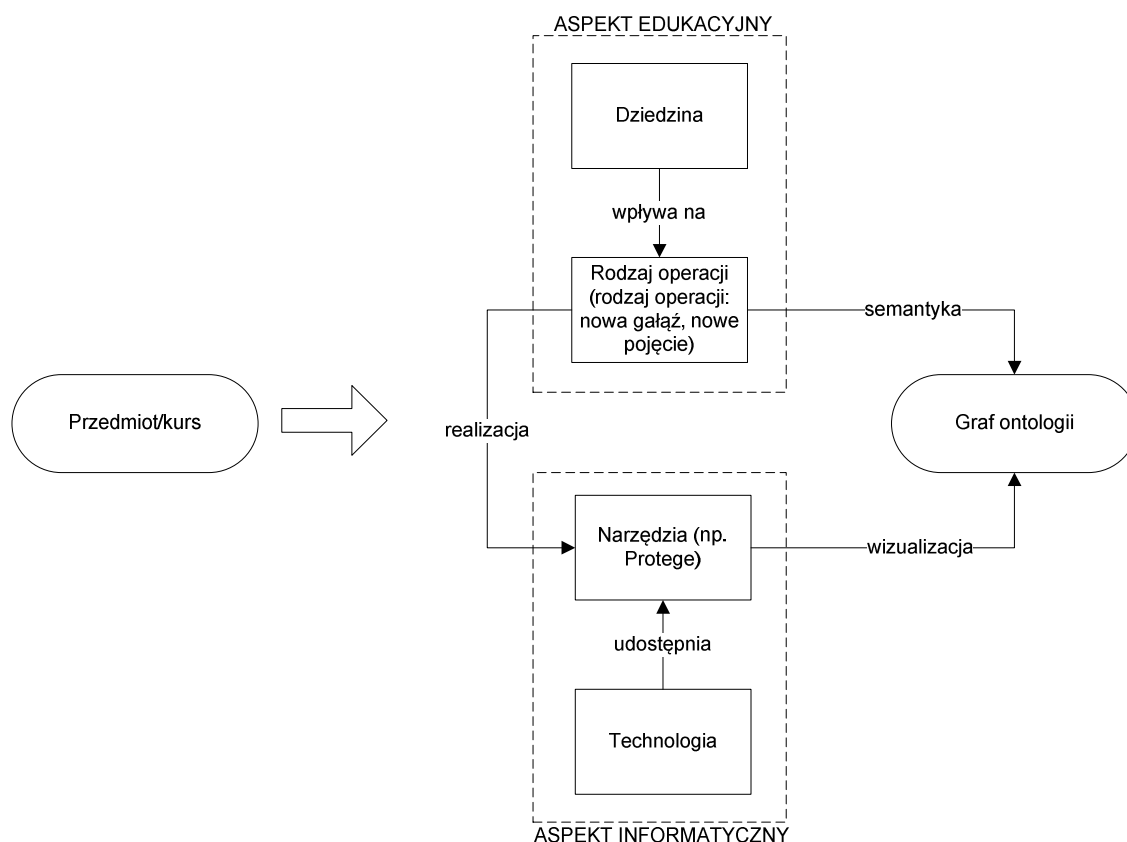 ASPEKT EDUKACYJNY
Dziedzina
wpływa na
Rodzaj operacji
(rodzaj operacji:
nowa gałąź, nowe
pojęcie)
semantyka
Przedmiot/kurs
realizacja
Graf ontologii
Narzędzia (np.
Protege)
wizualizacja
udostępnia
Technologia
ASPEKT INFORMATYCZNY